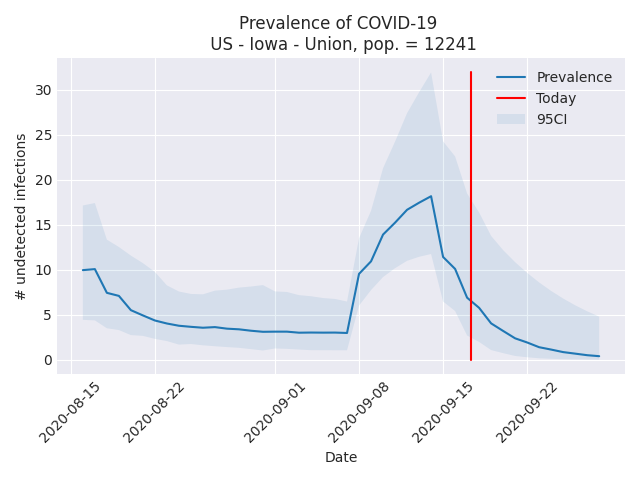 Prevalence of COVID-19
US - Iowa - Union, pop. = 12241
# undetected infections
30
25
20
15
10
5
0
Prevalence
Today
95CI
2020-08-15
2020-08-22
2020-09-01
2020-09-08
2020-09-15
2020-09-22
Date